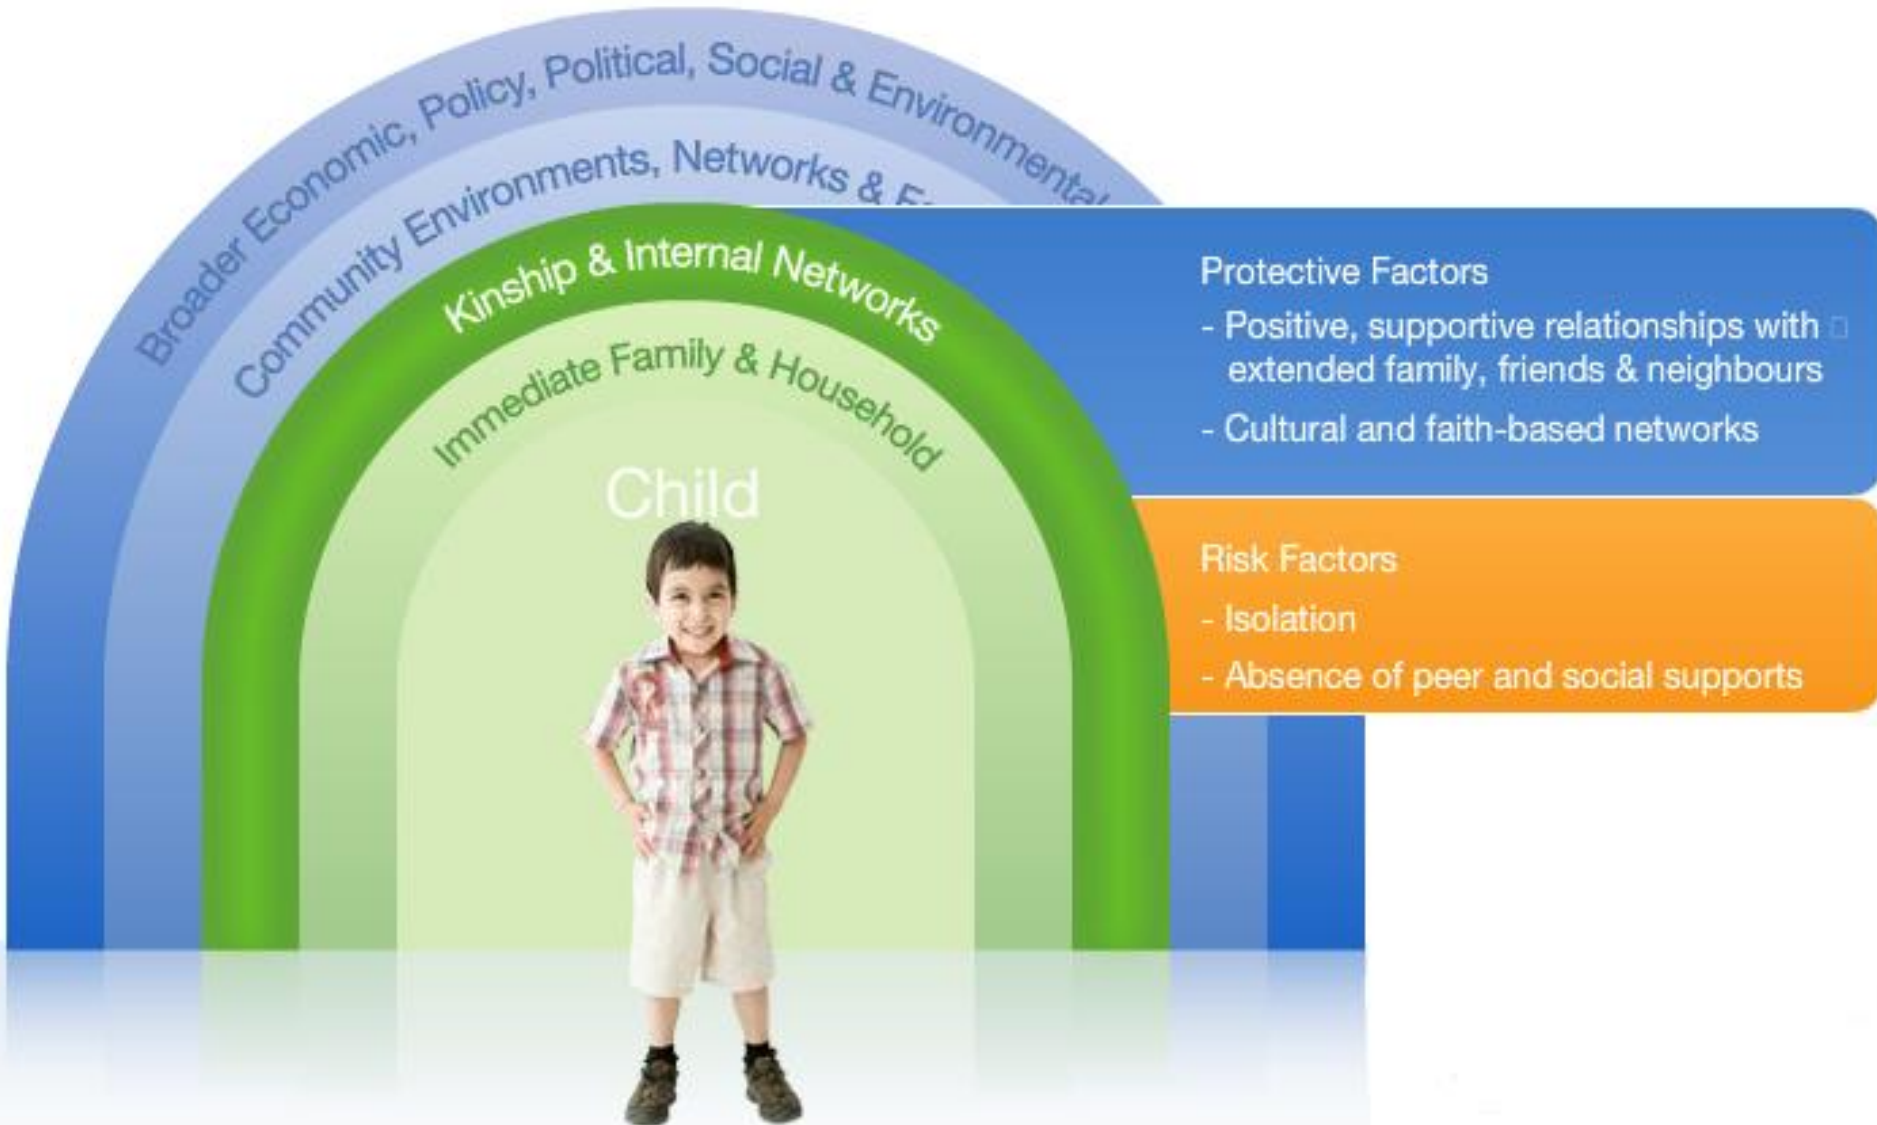 Broader Economic, Policy, Political, Social & Environmental
Community Environments, Networks &
Kinship & Internal Networks
Immediate Family & Household
Child
Protective Factors
- Positive, supportive relationships with
extended family, friends & neighbours
- Cultural and faith-based networks
Risk Factors
- Isolation
- Absence of peer and social supports